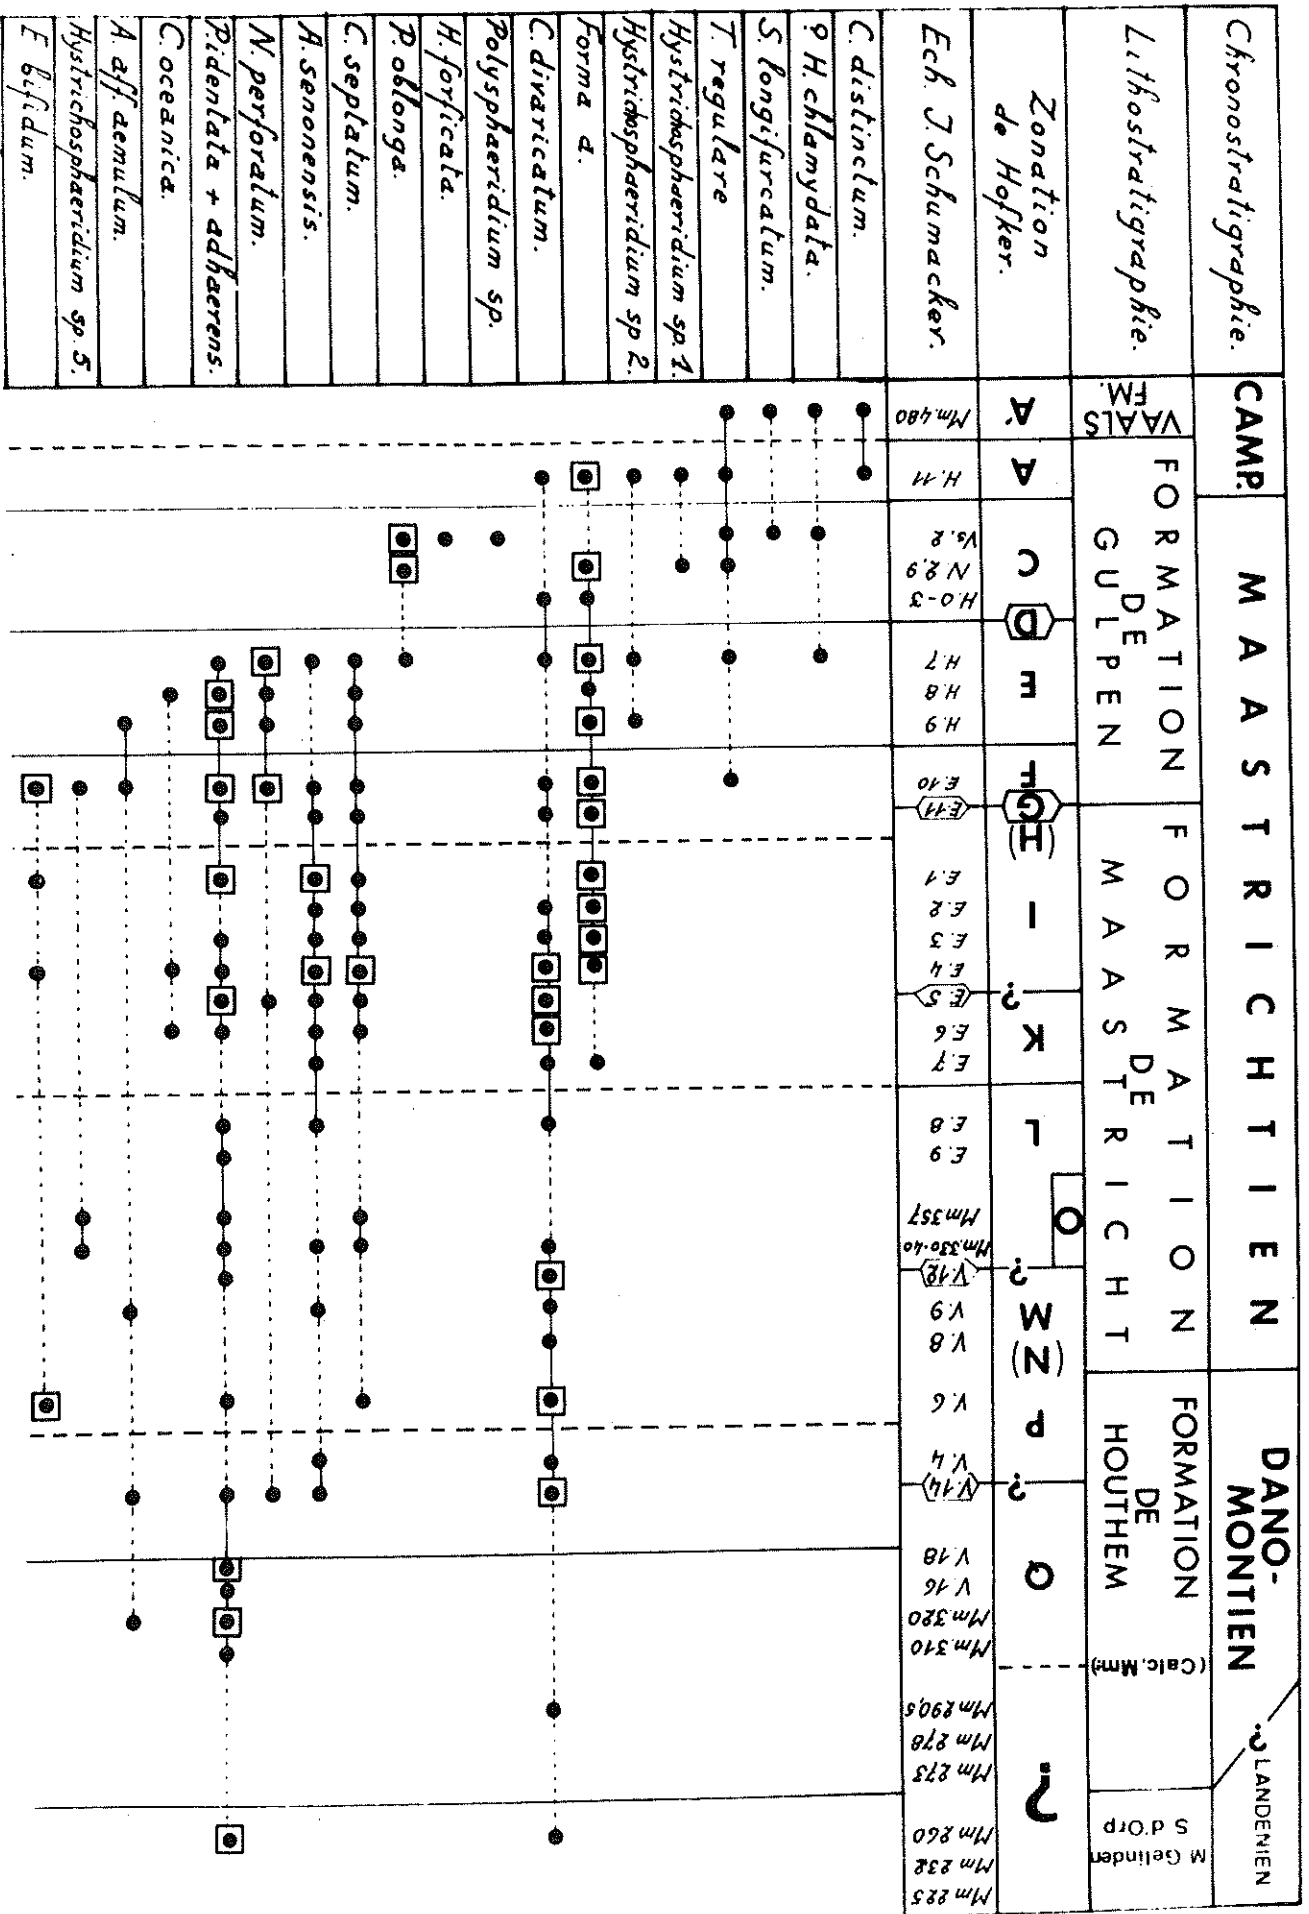 Chronostratigraphie.
CAMP.
MAASTRICHTIEN
DANO-
MONTIEN
? LANDENIEN
Lithostratigraphie.
VAALS
FM.
FORMATION
DE
GULPEN
FORMATION
DE
MAASTRICHT
FORMATION
DE
HOUTHEM
(Calc. Mm.)
M Gelinden
S d'Orp
Zonation
de Hofker.
A'
A
C
D
E
F
G
(H)
I
?
K
L
O
?
M
(N)
P
?
Q
?
Ech. J. Schumacker.
Mm.480
H.11
Vs.2
N 2.9
H.0-3
H.7
H.8
H.9
E.10
E.11
E.1
E.2
E.3
E.4
E.5
E.6
E.7
E.8
E.9
Mm357
Mm.330-40
V.12
V.9
V.8
V.6
V.4
V.14
V.18
V.16
Mm.320
Mm.310
Mm 290,5
Mm 278
Mm 273
Mm 260
Mm 232
Mm 225
C. distinctum.
? H. chlamydata.
S. longifurcatum.
T. regulare
Hystrichosphaeridium sp. 1.
Hystrichosphaeridium sp 2.
Forma a.
C. divaricatum.
Polysphaeridium sp.
H. forficata.
P. oblonga.
C. septatum.
A. senonensis.
N. perforatum.
P. identata + adhaerens.
C. oceanica.
A. aff. aemulum.
Hystrichosphaeridium sp. 5.
E bifidum.